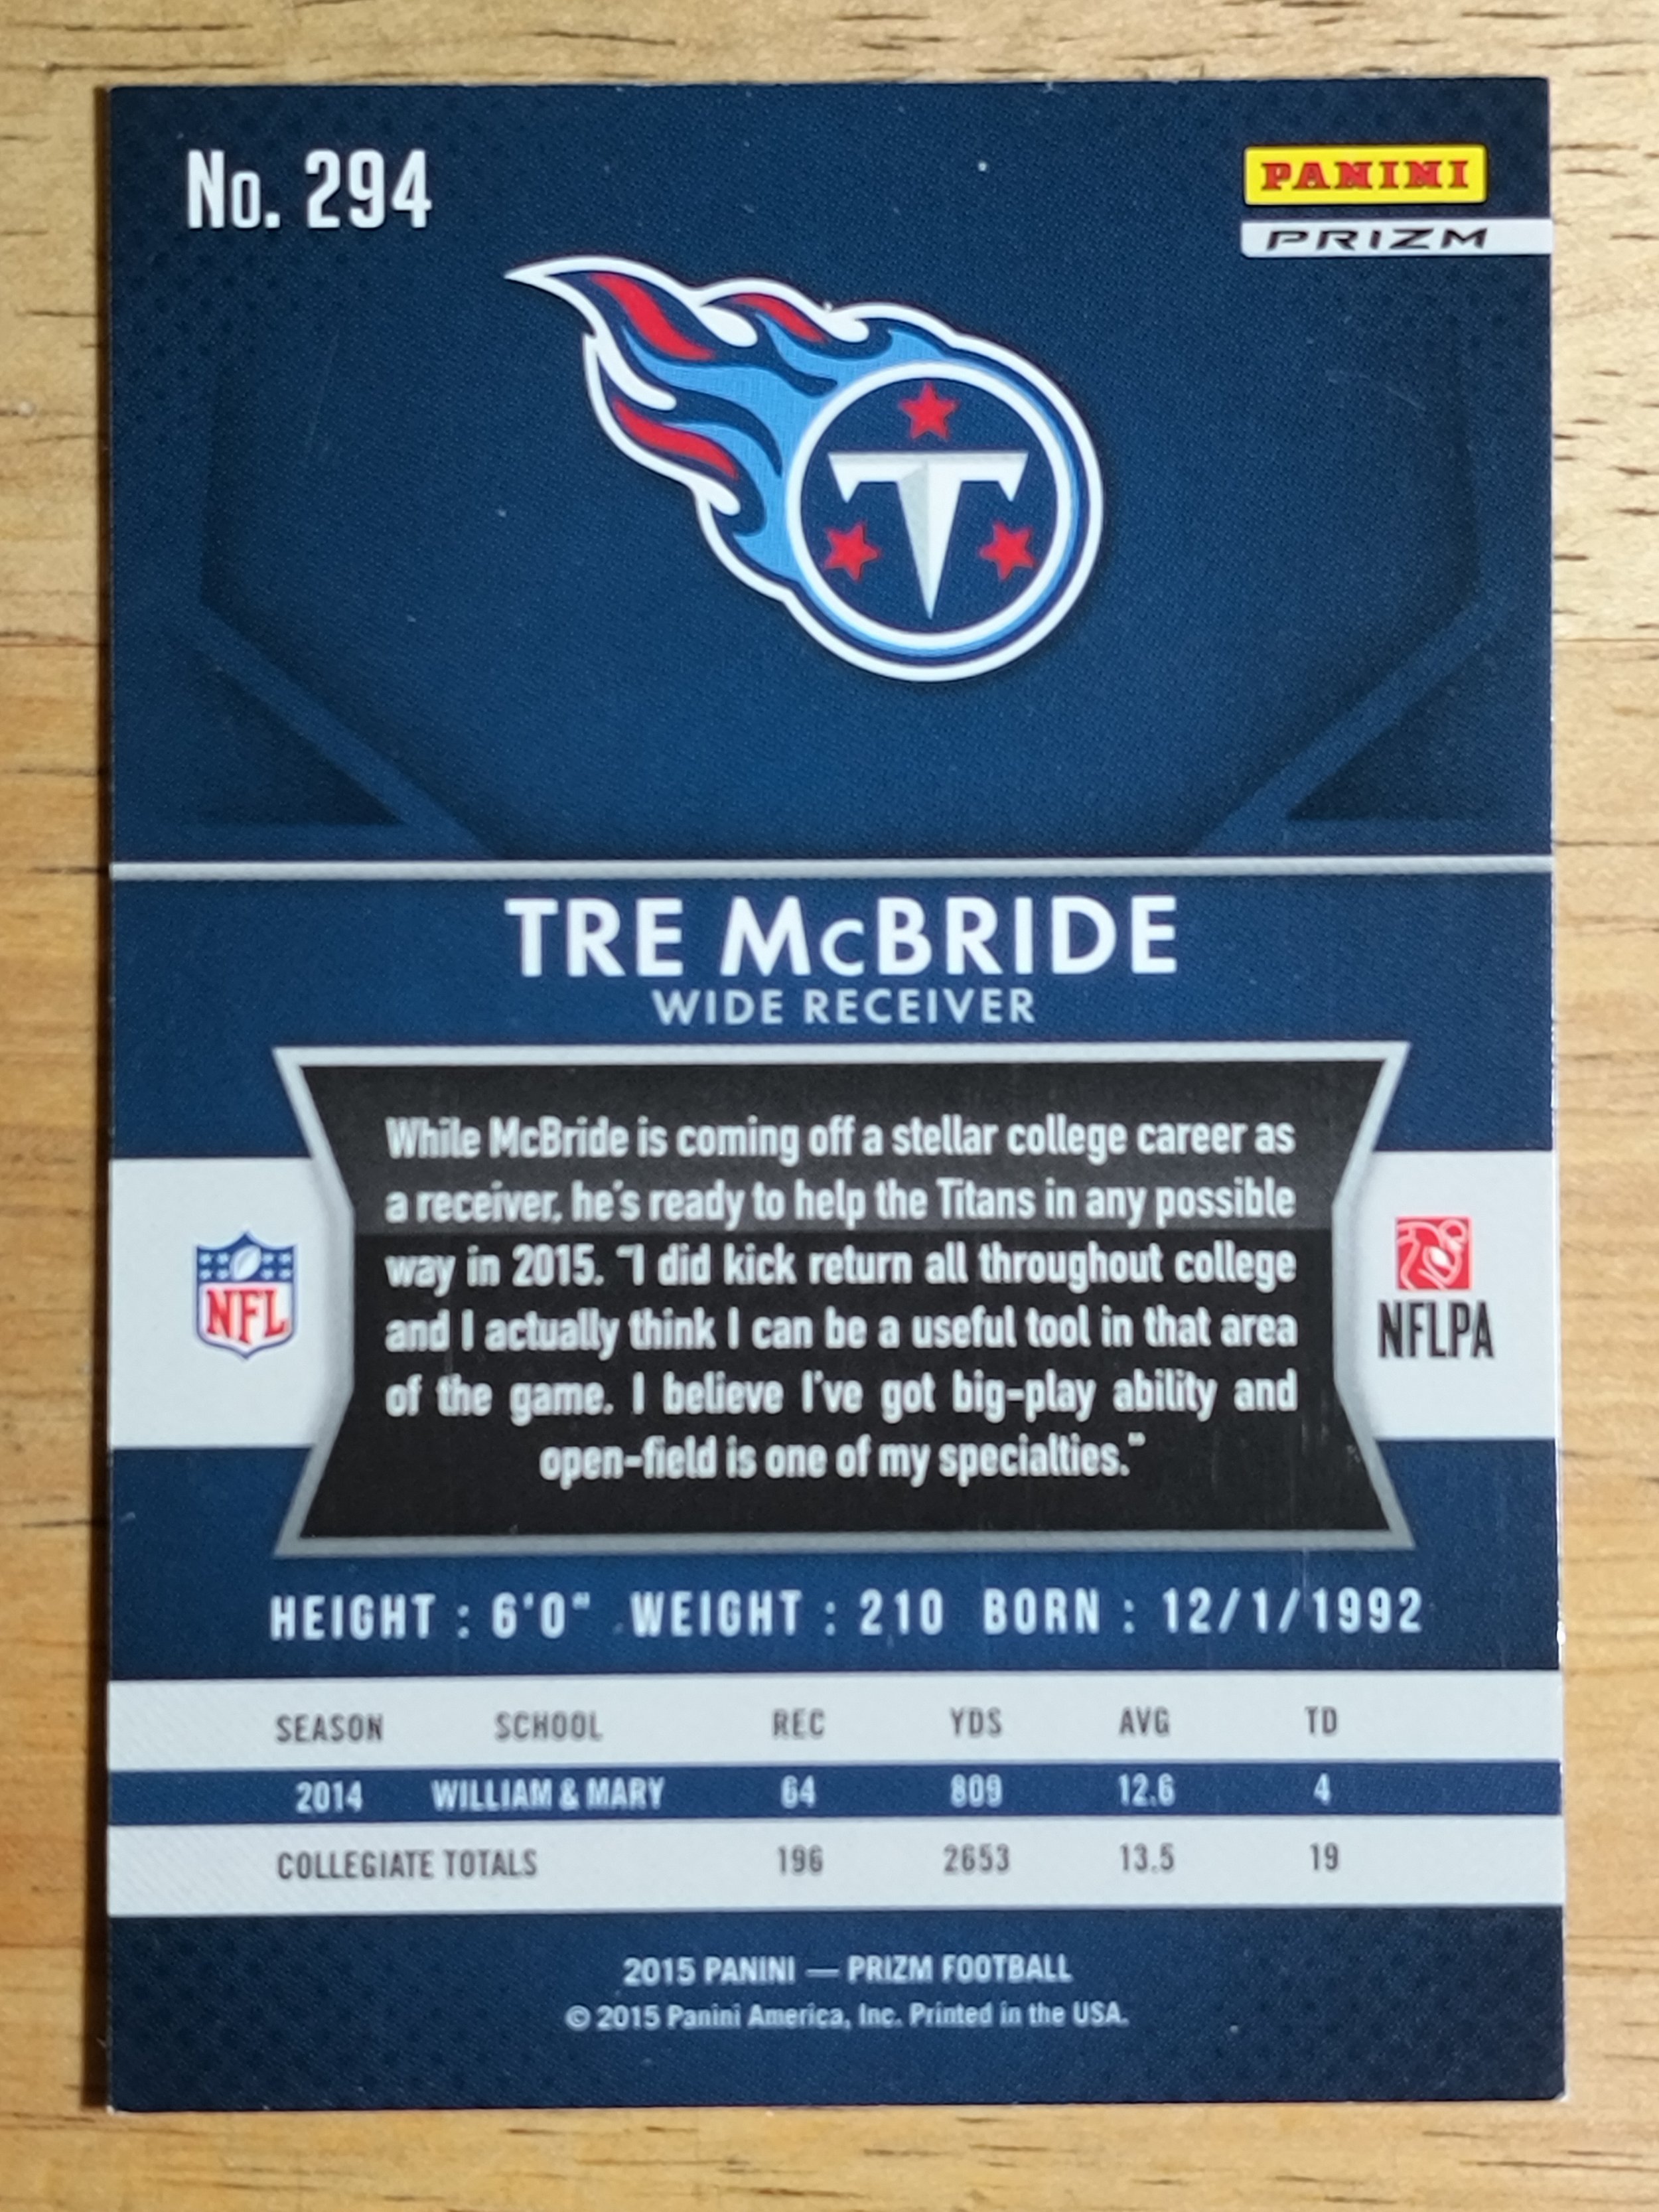 No. 294
PANINI
PRIZM
T
TRE McBRIDE
WIDE RECEIVER
While McBride is coming off a stellar college career as
a receiver, he's ready to help the Titans in any possible
way in 2015. "I did kick return all throughout college
and I actually think I can be a useful tool in that area
of the game. I believe I've got big-play ability and
open-field is one of my specialties."
NFL
NFLPA
HEIGHT : 6'0" WEIGHT : 210 BORN : 12/1/1992
SEASON SCHOOL REC YDS AVG TD
2014 WILLIAM & MARY 64 809 12.6 4
COLLEGIATE TOTALS 196 2653 13.5 19
2015 PANINI — PRIZM FOOTBALL
© 2015 Panini America, Inc. Printed in the USA.